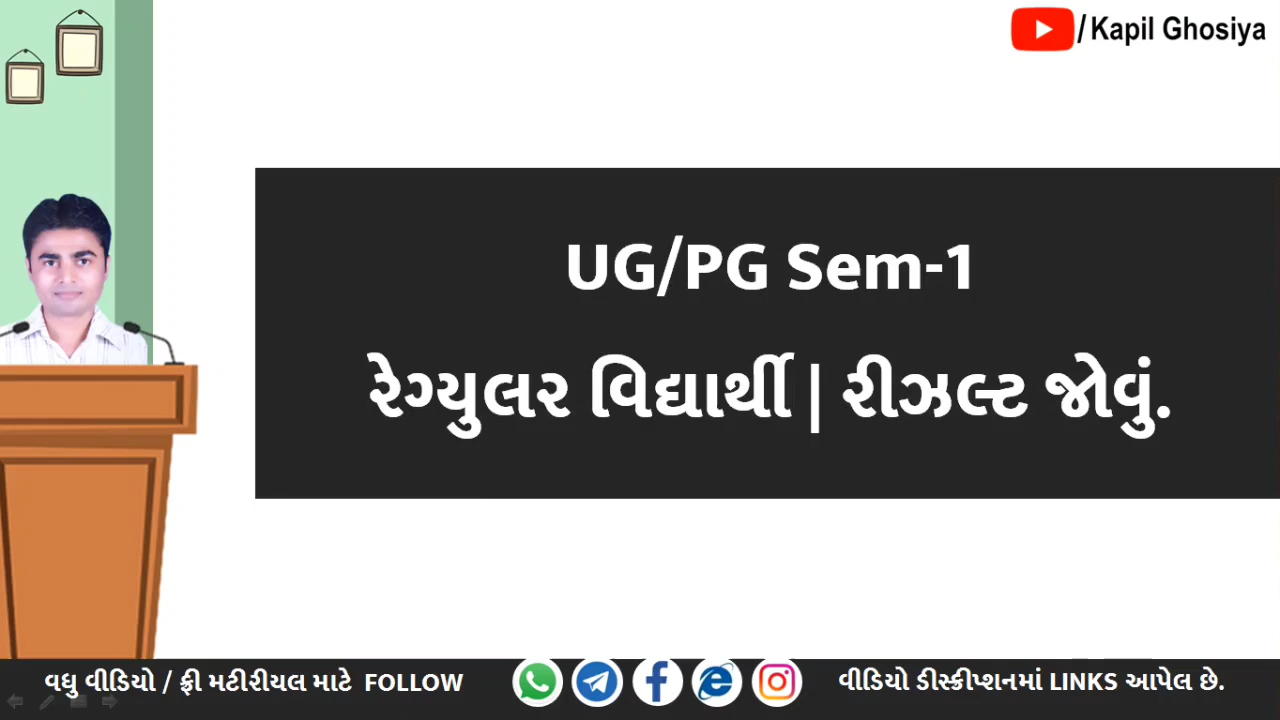 /Kapil Ghosiya
UG/PG Sem-1
રેગ્યુલર વિદ્યાર્થી | રીઝલ્ટ જોવું.
વધુ વીડિયો / ફ્રી મટીરીયલ માટે FOLLOW
વીડિયો ડીસ્ક્રીપ્શનમાં LINKS આપેલ છે.